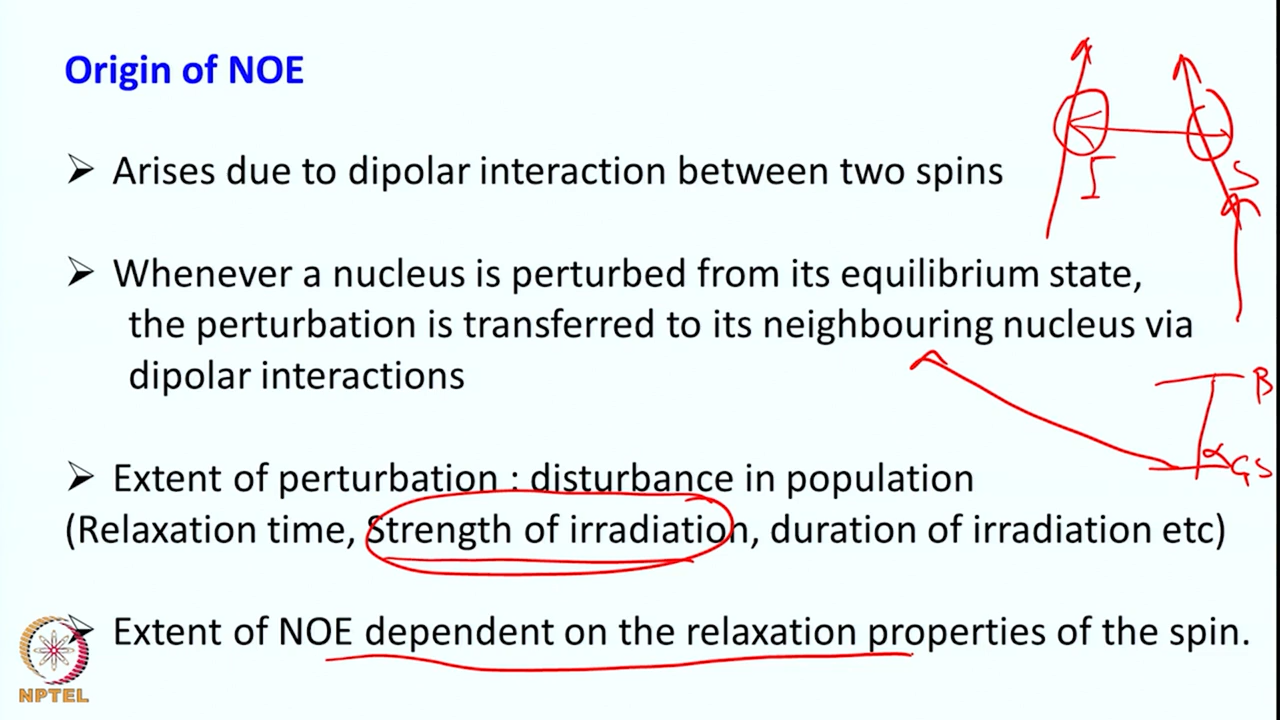 Origin of NOE
➢ Arises due to dipolar interaction between two spins
I
S
➢ Whenever a nucleus is perturbed from its equilibrium state,
the perturbation is transferred to its neighbouring nucleus via
dipolar interactions
β
α GS
➢ Extent of perturbation : disturbance in population
(Relaxation time, Strength of irradiation, duration of irradiation etc)
➢ Extent of NOE dependent on the relaxation properties of the spin.
NPTEL